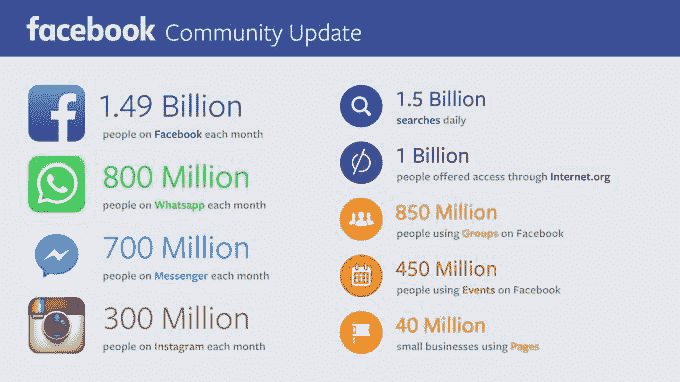 facebook Community Update
1.49 Billion
people on Facebook each month
800 Million
people on Whatsapp each month
700 Million
people on Messenger each month
300 Million
people on Instagram each month
1.5 Billion
searches daily
1 Billion
people offered access through Internet.org
850 Million
people using Groups on Facebook
450 Million
people using Events on Facebook
40 Million
small businesses using Pages